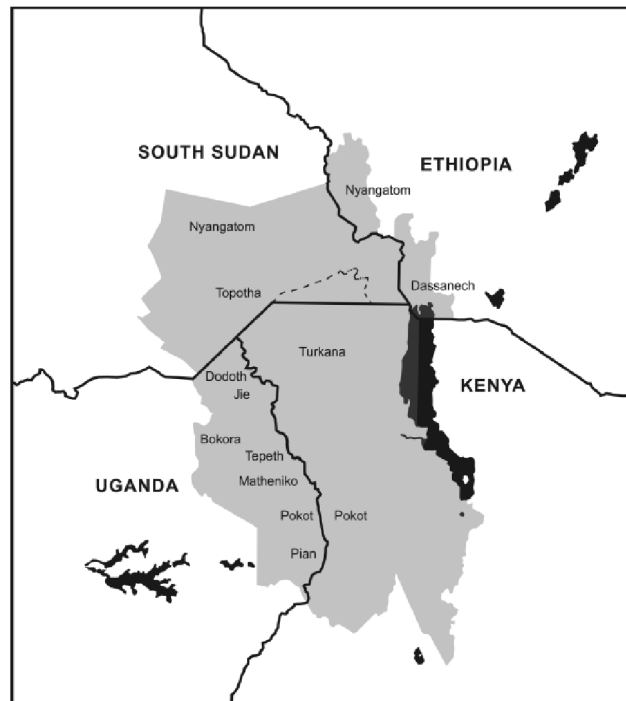 SOUTH SUDAN
ETHIOPIA
Nyangatom
Nyangatom
Dassanech
Topotha
Turkana
Dodoth
Jie
KENYA
Bokora
Tepeth
UGANDA
Matheniko
Pokot
Pokot
Pian